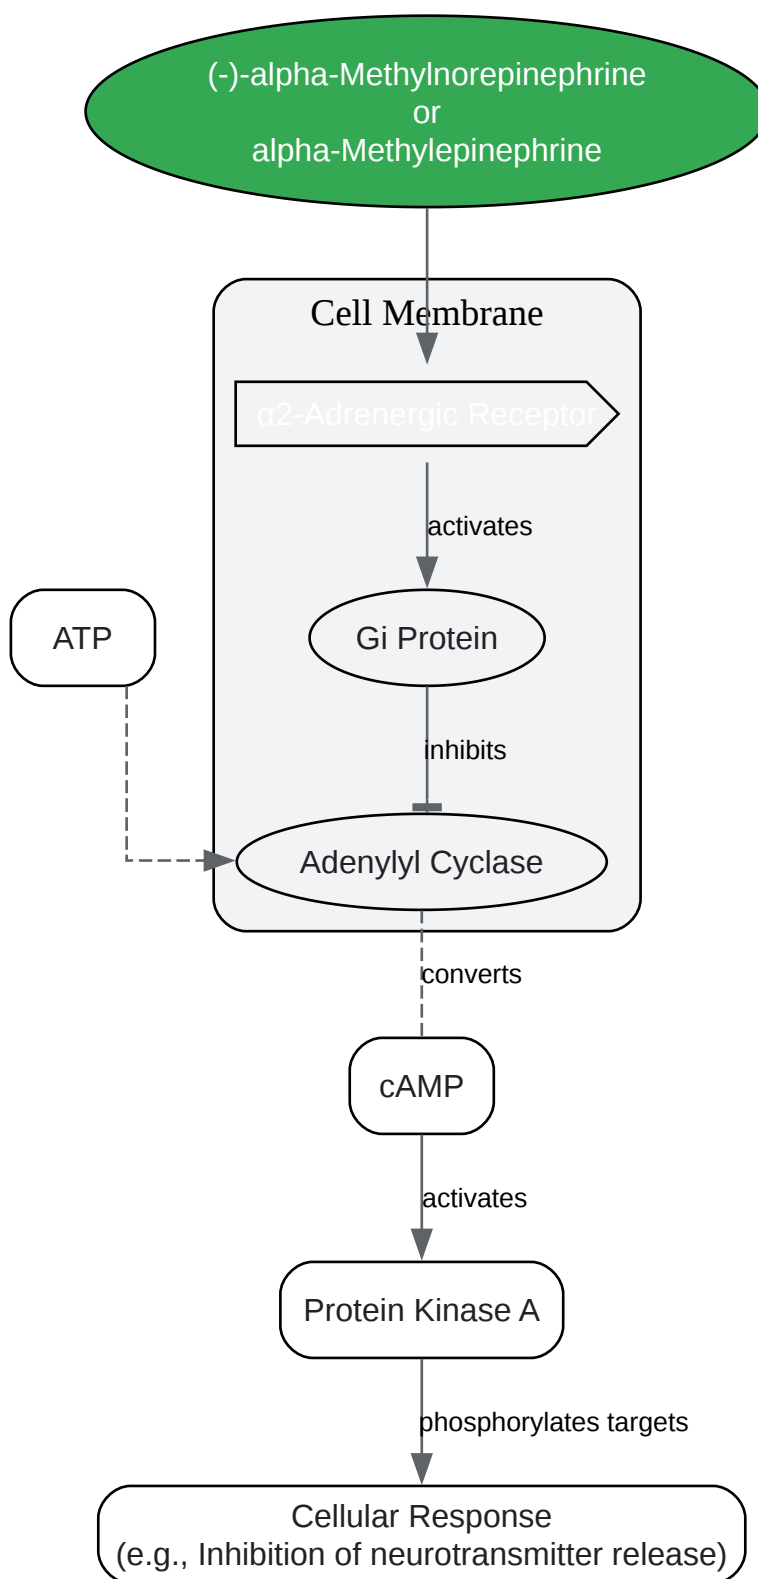 (-)-alpha-Methylnorepinephrine
or
alpha-Methylepinephrine
Cell Membrane
α2-Adrenergic Receptor
activates
Gi Protein
ATP
inhibits
Adenylyl Cyclase
converts
cAMP
activates
Protein Kinase A
phosphorylates targets
Cellular Response
(e.g., Inhibition of neurotransmitter release)